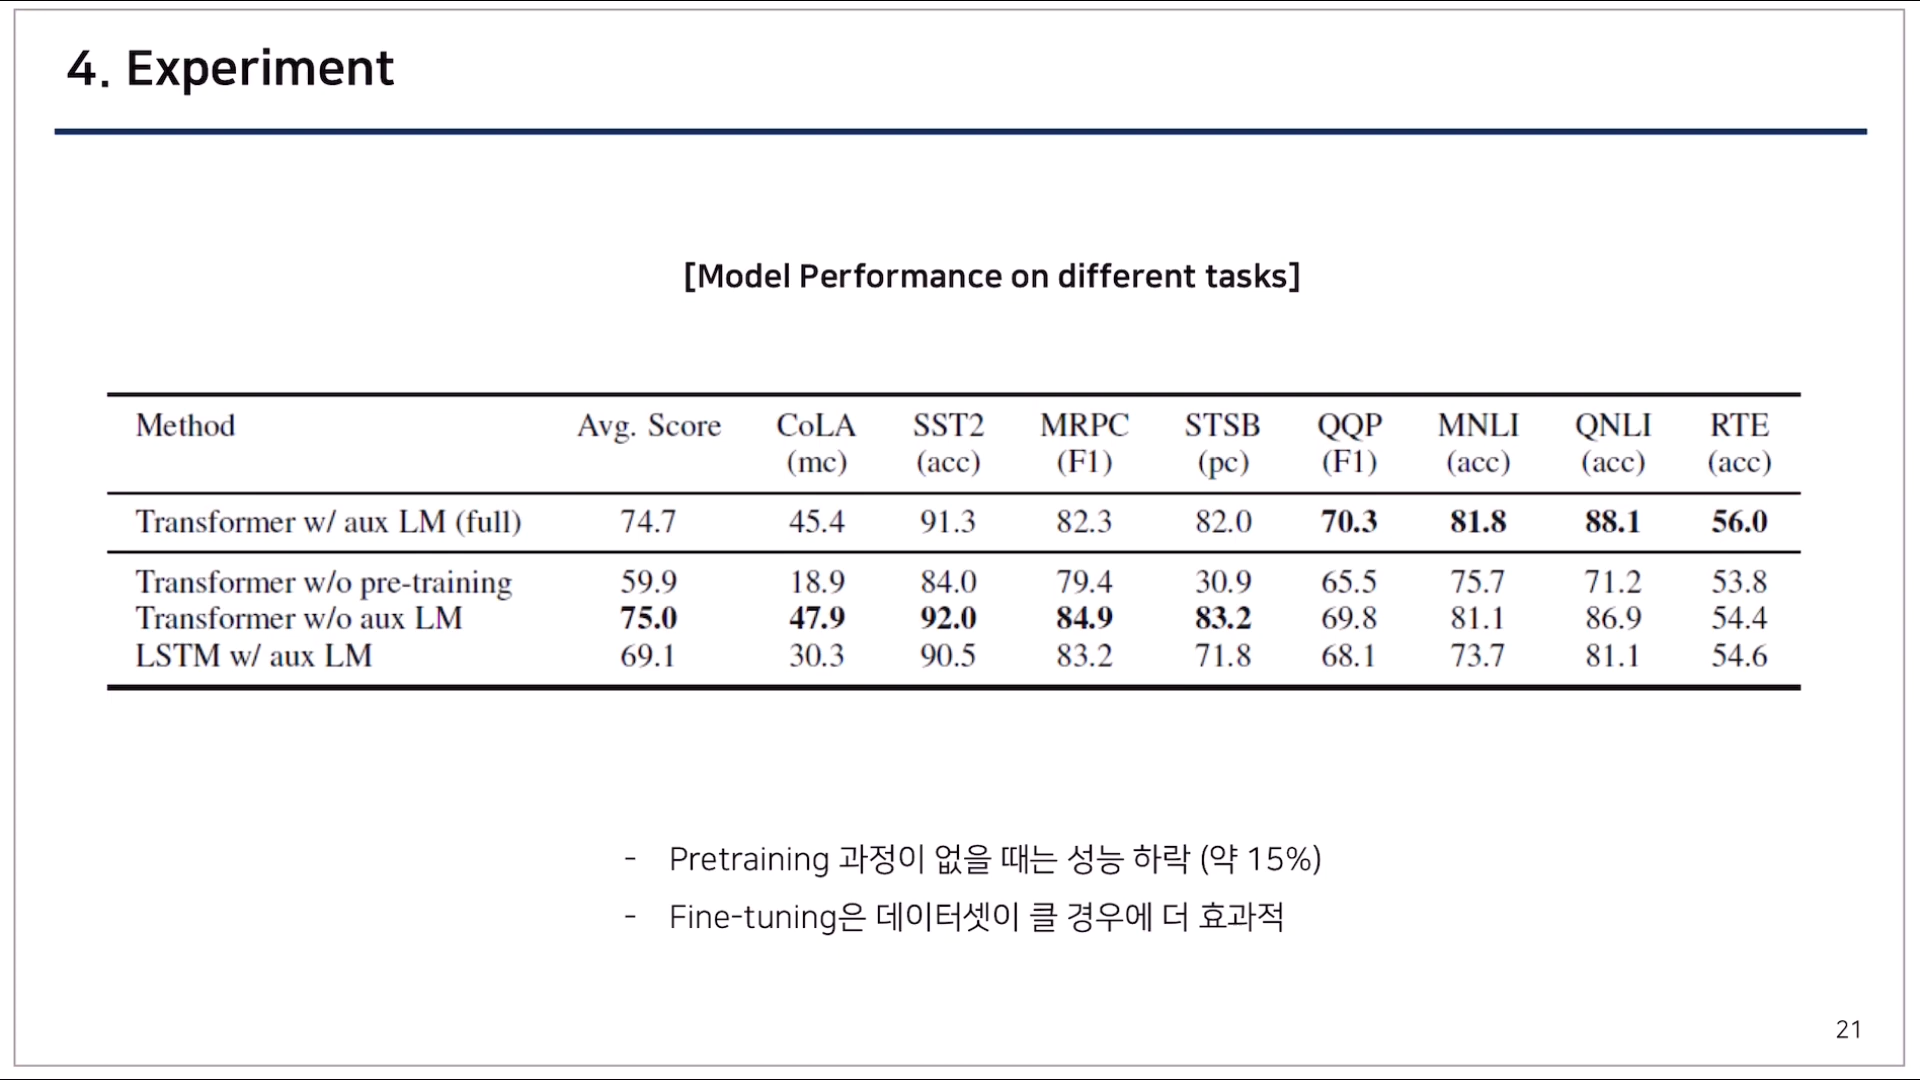 4. Experiment
[Model Performance on different tasks]
Method Avg. Score CoLA SST2 MRPC STSB QQP MNLI QNLI RTE
(mc) (acc) (F1) (pc) (F1) (acc) (acc) (acc)
Transformer w/ aux LM (full) 74.7 45.4 91.3 82.3 82.0 70.3 81.8 88.1 56.0
Transformer w/o pre-training 59.9 18.9 84.0 79.4 30.9 65.5 75.7 71.2 53.8
Transformer w/o aux LM 75.0 47.9 92.0 84.9 83.2 69.8 81.1 86.9 54.4
LSTM w/ aux LM 69.1 30.3 90.5 83.2 71.8 68.1 73.7 81.1 54.6
- Pretraining 과정이 없을 때는 성능 하락 (약 15%)
- Fine-tuning은 데이터셋이 클 경우에 더 효과적
21